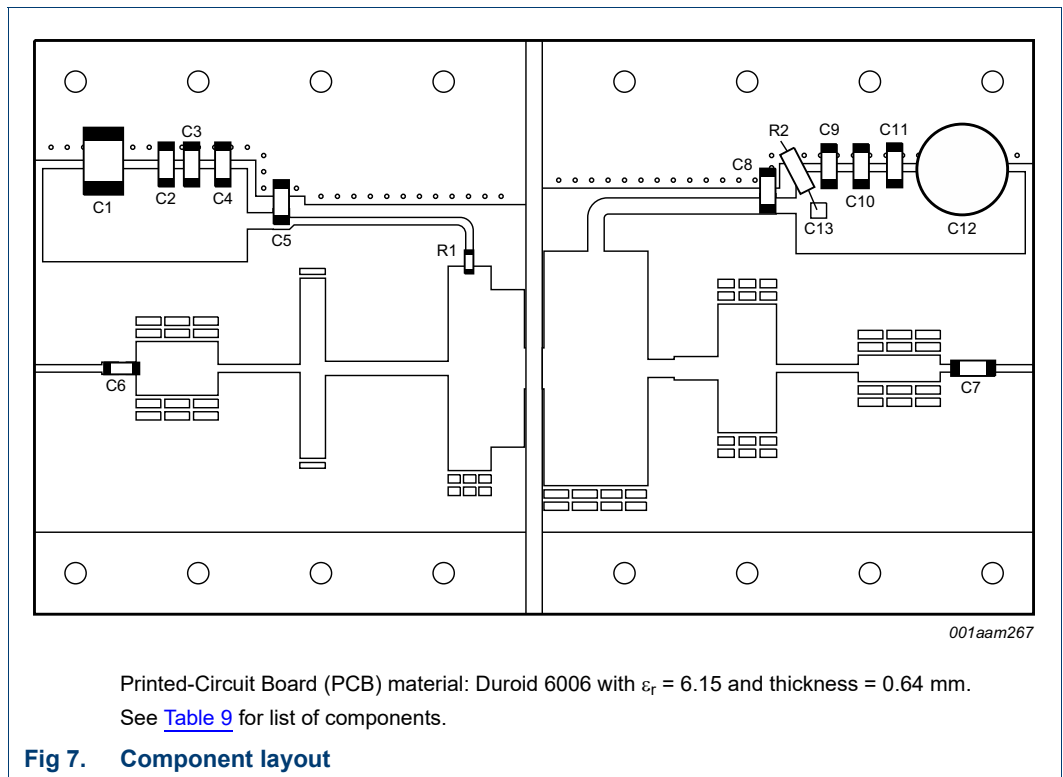 C3
R2
C9
C11
C8
C1
C2
C4
C10
C13
C12
C5
R1
C6
C7
001aam267
Printed-Circuit Board (PCB) material: Duroid 6006 with εr = 6.15 and thickness = 0.64 mm.
See Table 9 for list of components.
Fig 7. Component layout